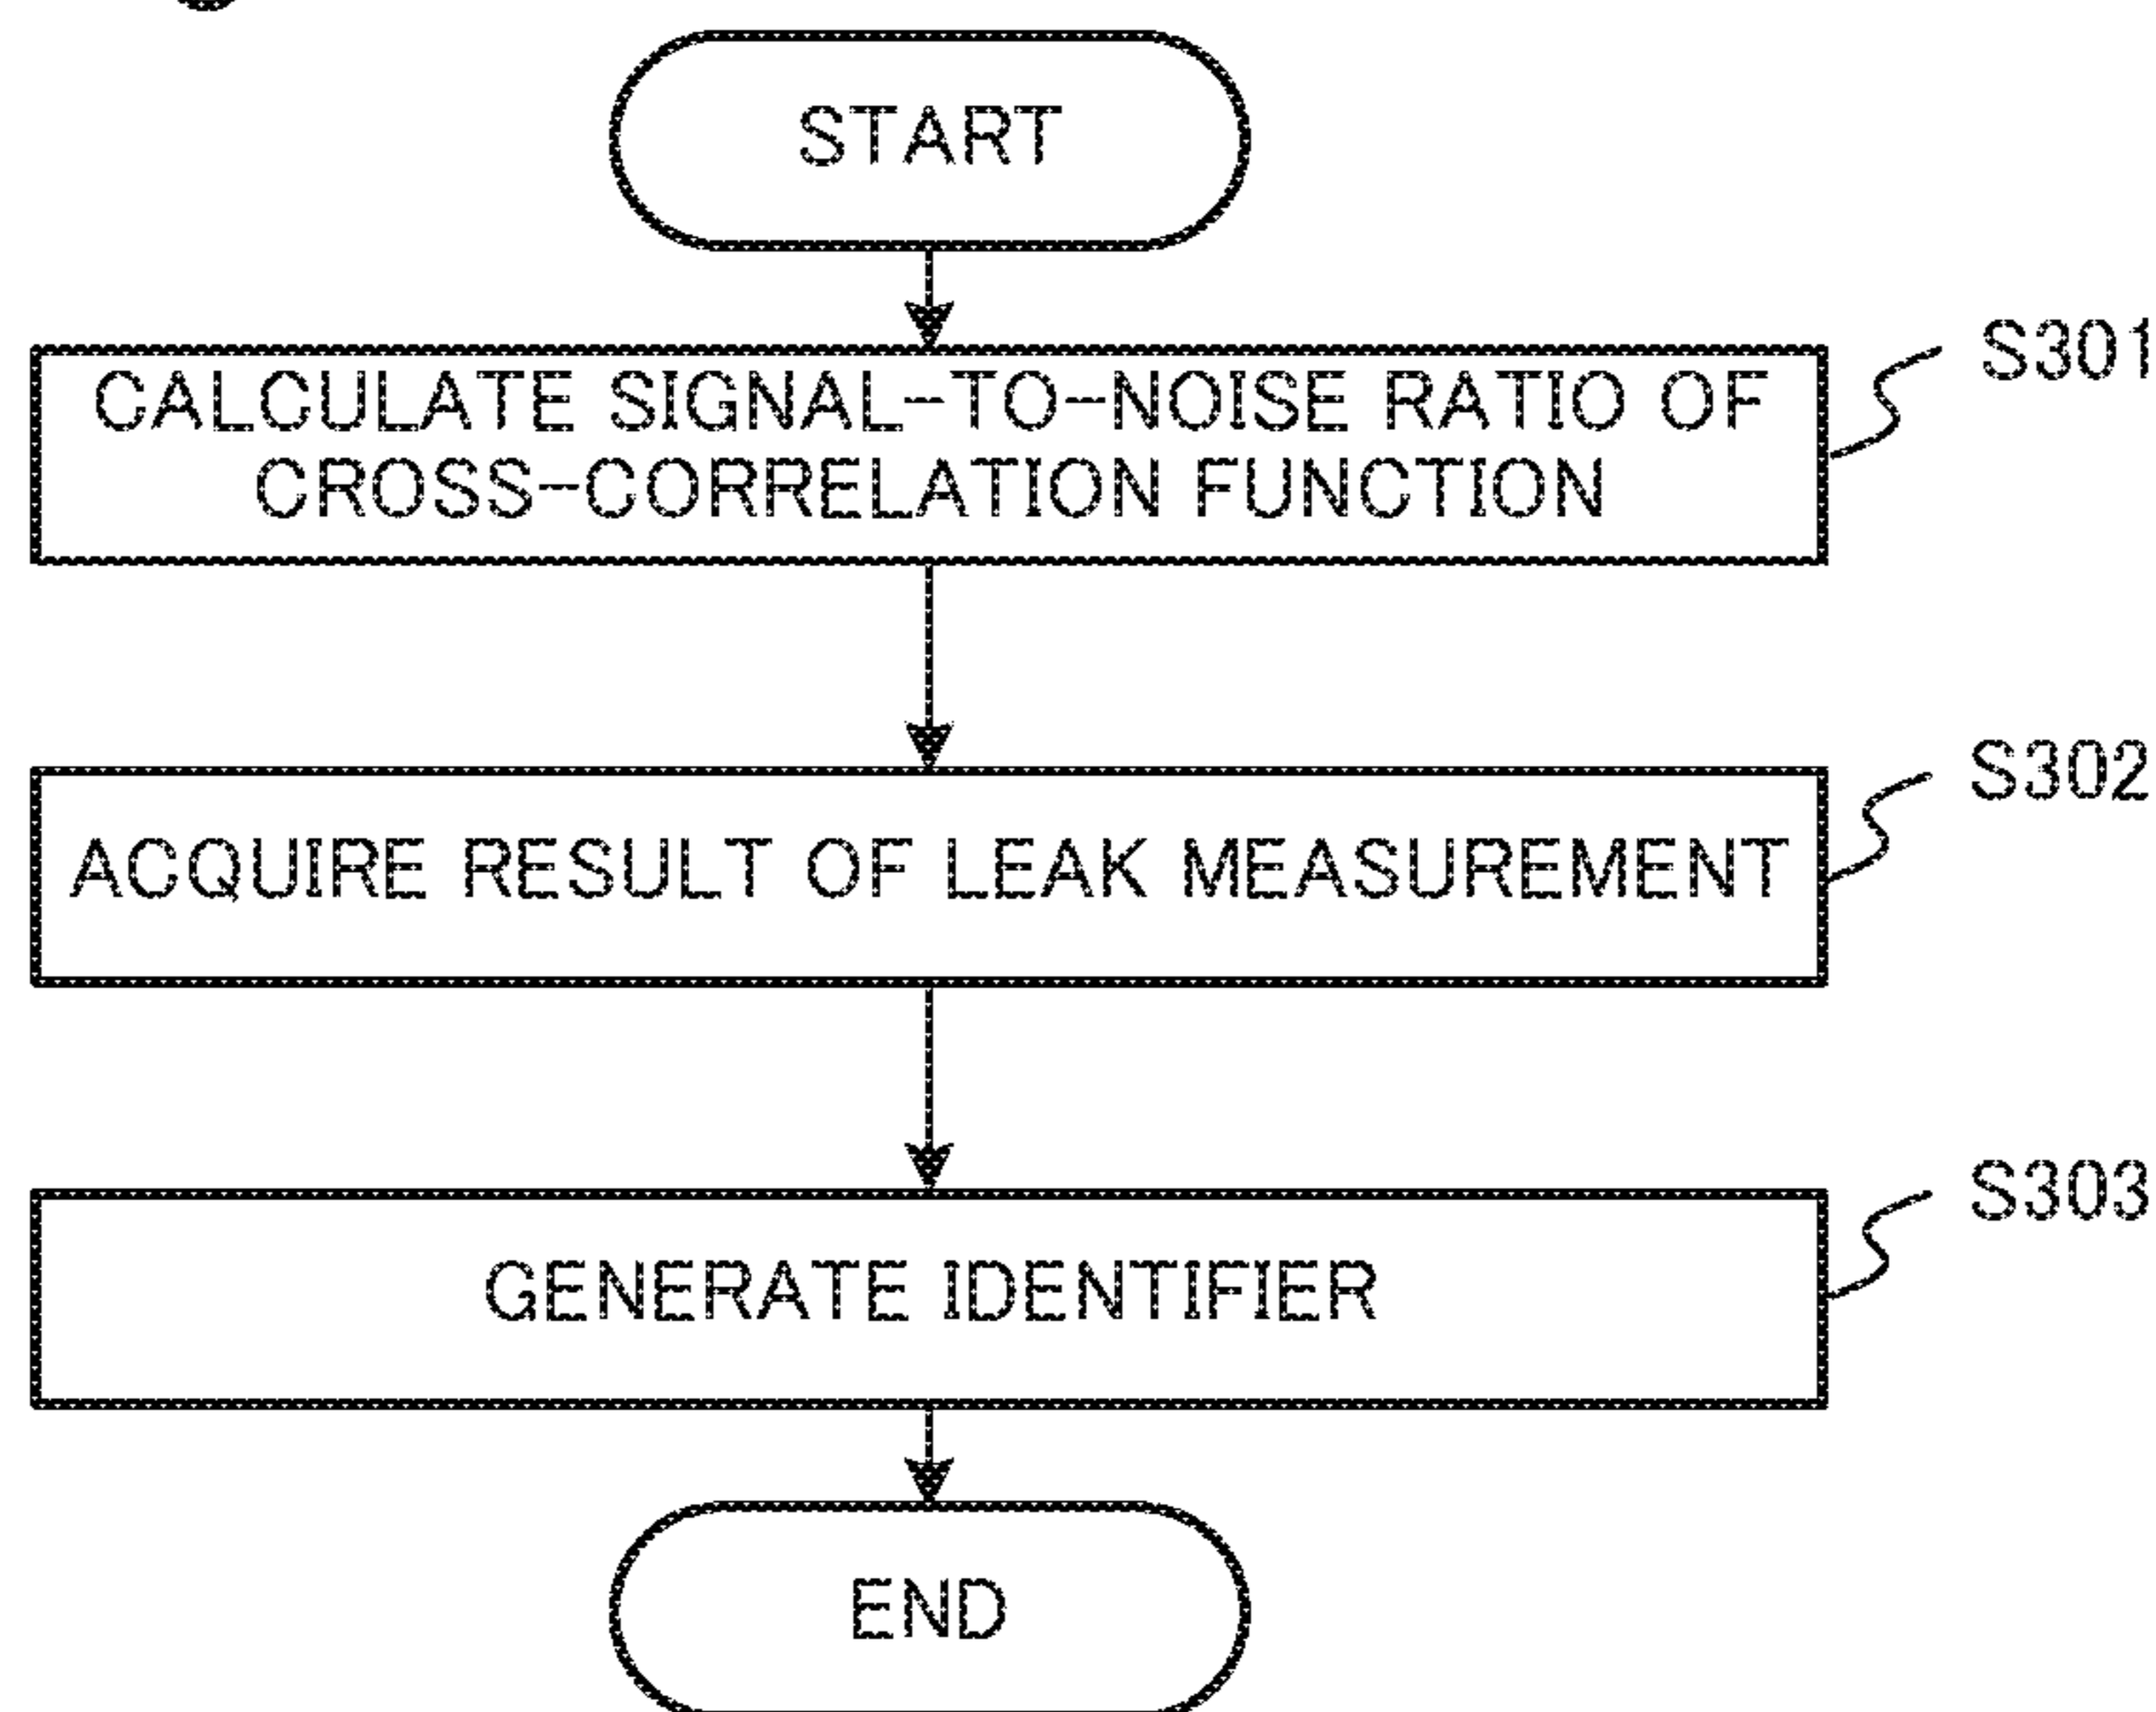 START
S301
CALCULATE SIGNAL-TO-NOISE RATIO OF
CROSS-CORRELATION FUNCTION
S302
ACQUIRE RESULT OF LEAK MEASUREMENT
S303
GENERATE IDENTIFIER
END